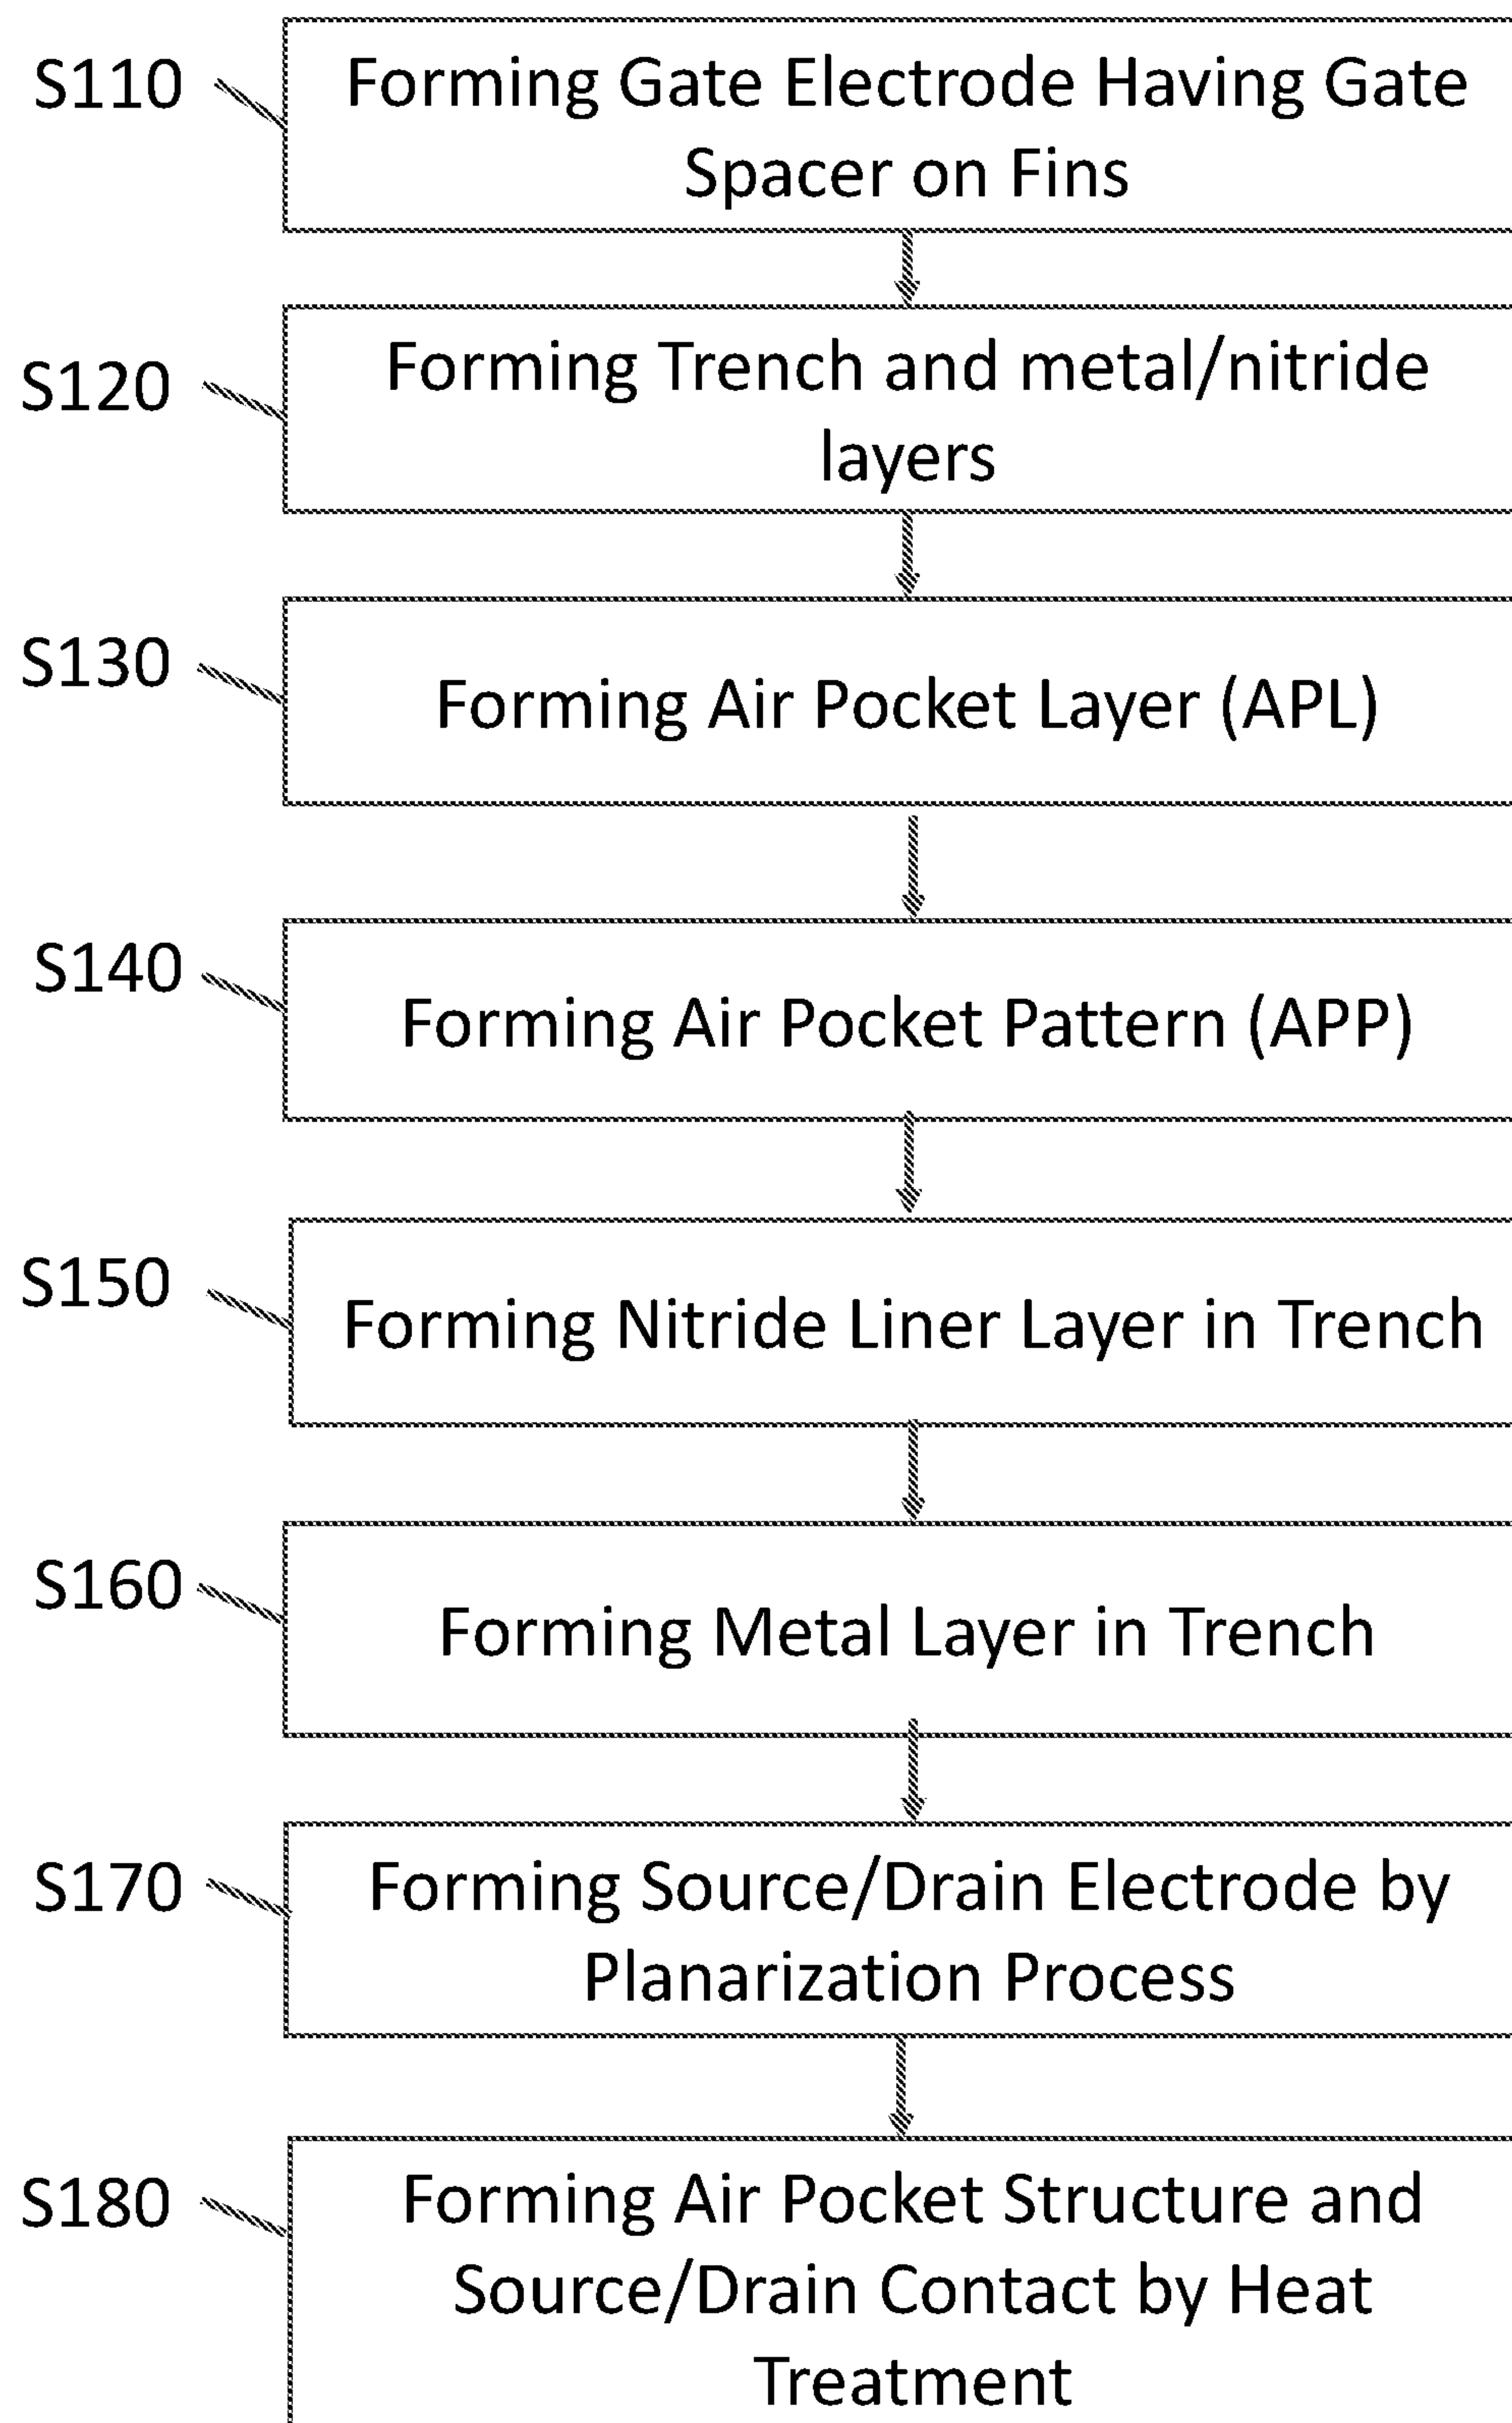 S110
Forming Gate Electrode Having Gate
Spacer on Fins
S120
Forming Trench and metal/nitride
layers
S130
Forming Air Pocket Layer (APL)
S140
Forming Air Pocket Pattern (APP)
S150
Forming Nitride Liner Layer in Trench
S160
Forming Metal Layer in Trench
S170
Forming Source/Drain Electrode by
Planarization Process
S180
Forming Air Pocket Structure and
Source/Drain Contact by Heat
Treatment